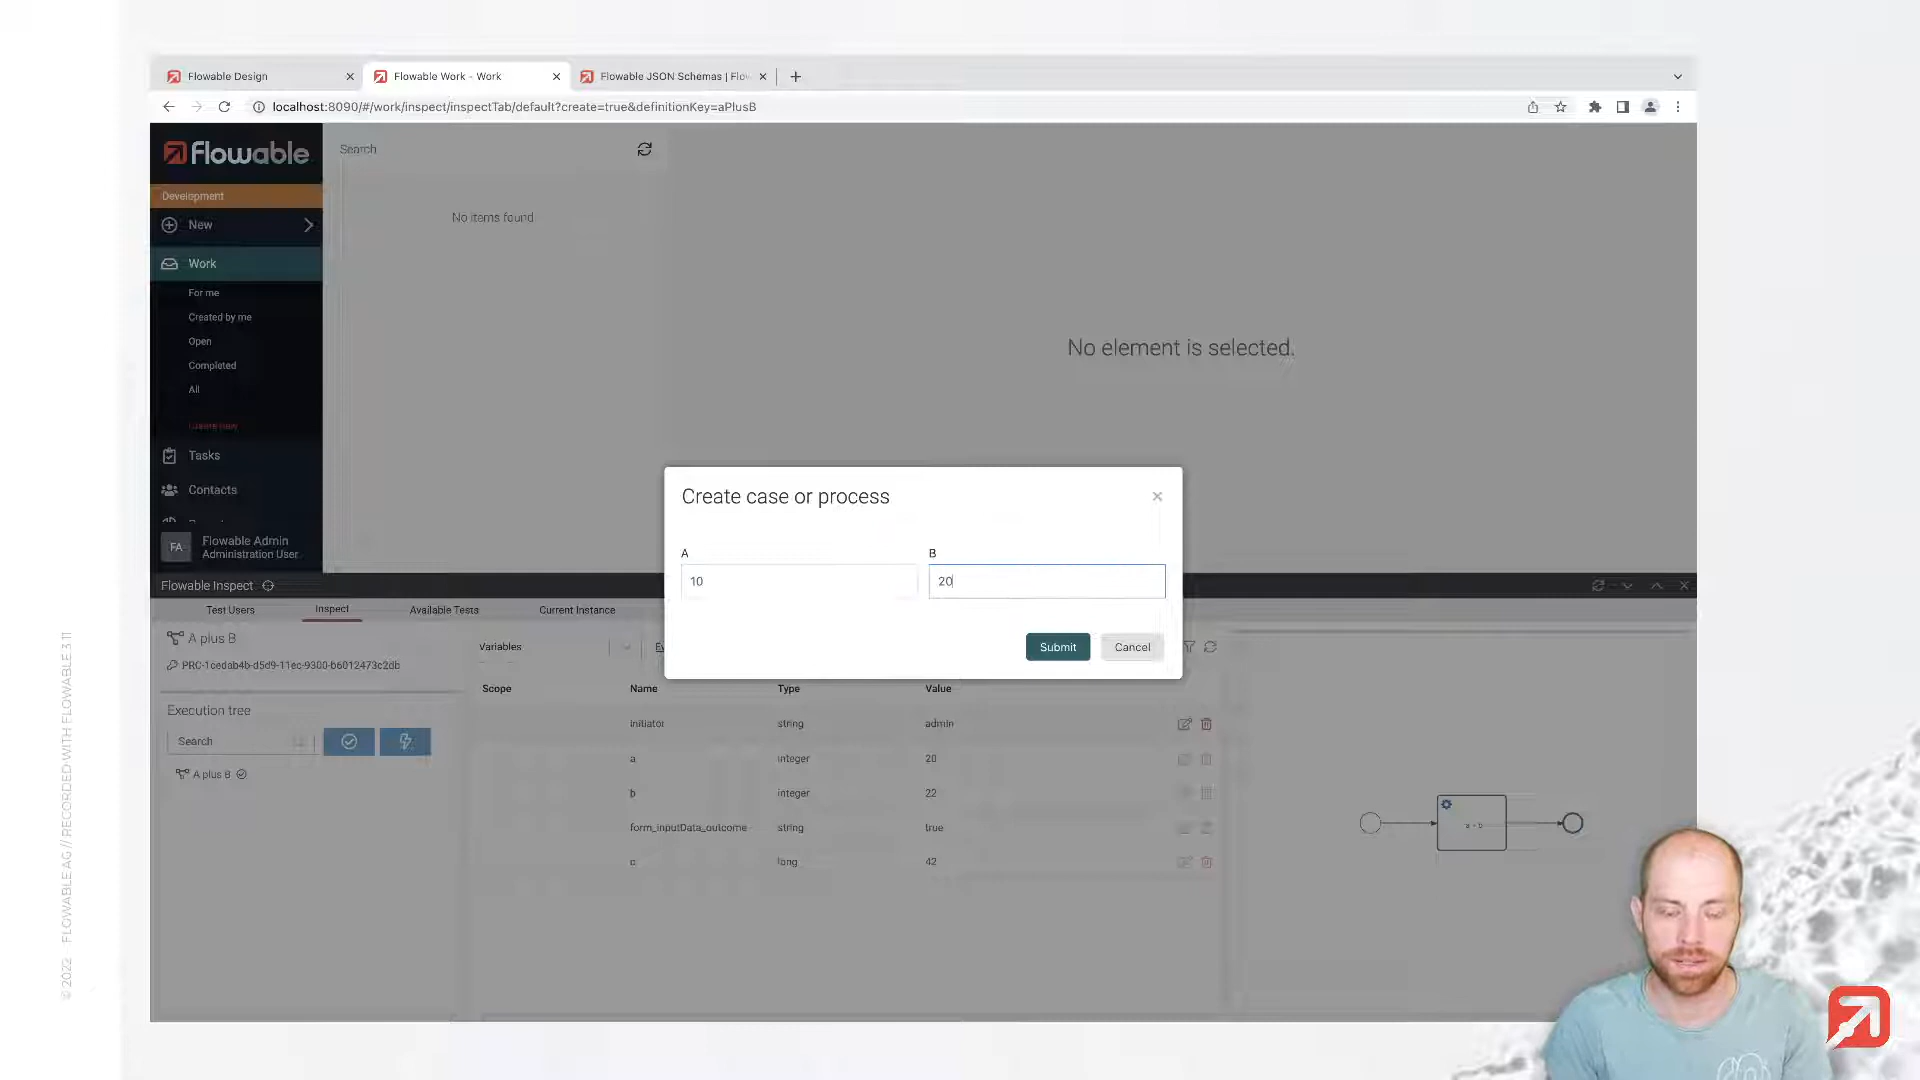 Flowable Design
Flowable Work - Work
Flowable JSON Schemas | Flo
localhost:8090/#/work/inspect/inspectTab/default?create=true&definitionKey=aPlusB
Flowable
Search
No items found
Development
New
Work
For me
Created by me
Open
Completed
All
Create new
Tasks
Contacts
FA
Flowable Admin
Administration User
No element is selected.
Create case or process
A
B
10
20
Submit
Cancel
Flowable Inspect
Test Users
Inspect
Available Tests
Current Instance
A plus B
PRC-1cedab4b-d5d9-11ec-9300-b6012473c2db
Execution tree
Search
A plus B
Variables
Scope
Name
Type
Value
initiator
string
admin
a
integer
20
b
integer
22
form_inputData_outcome
string
true
long
42
© 2022 FLOWABLE AG // RECORDED WITH FLOWABLE 3.11